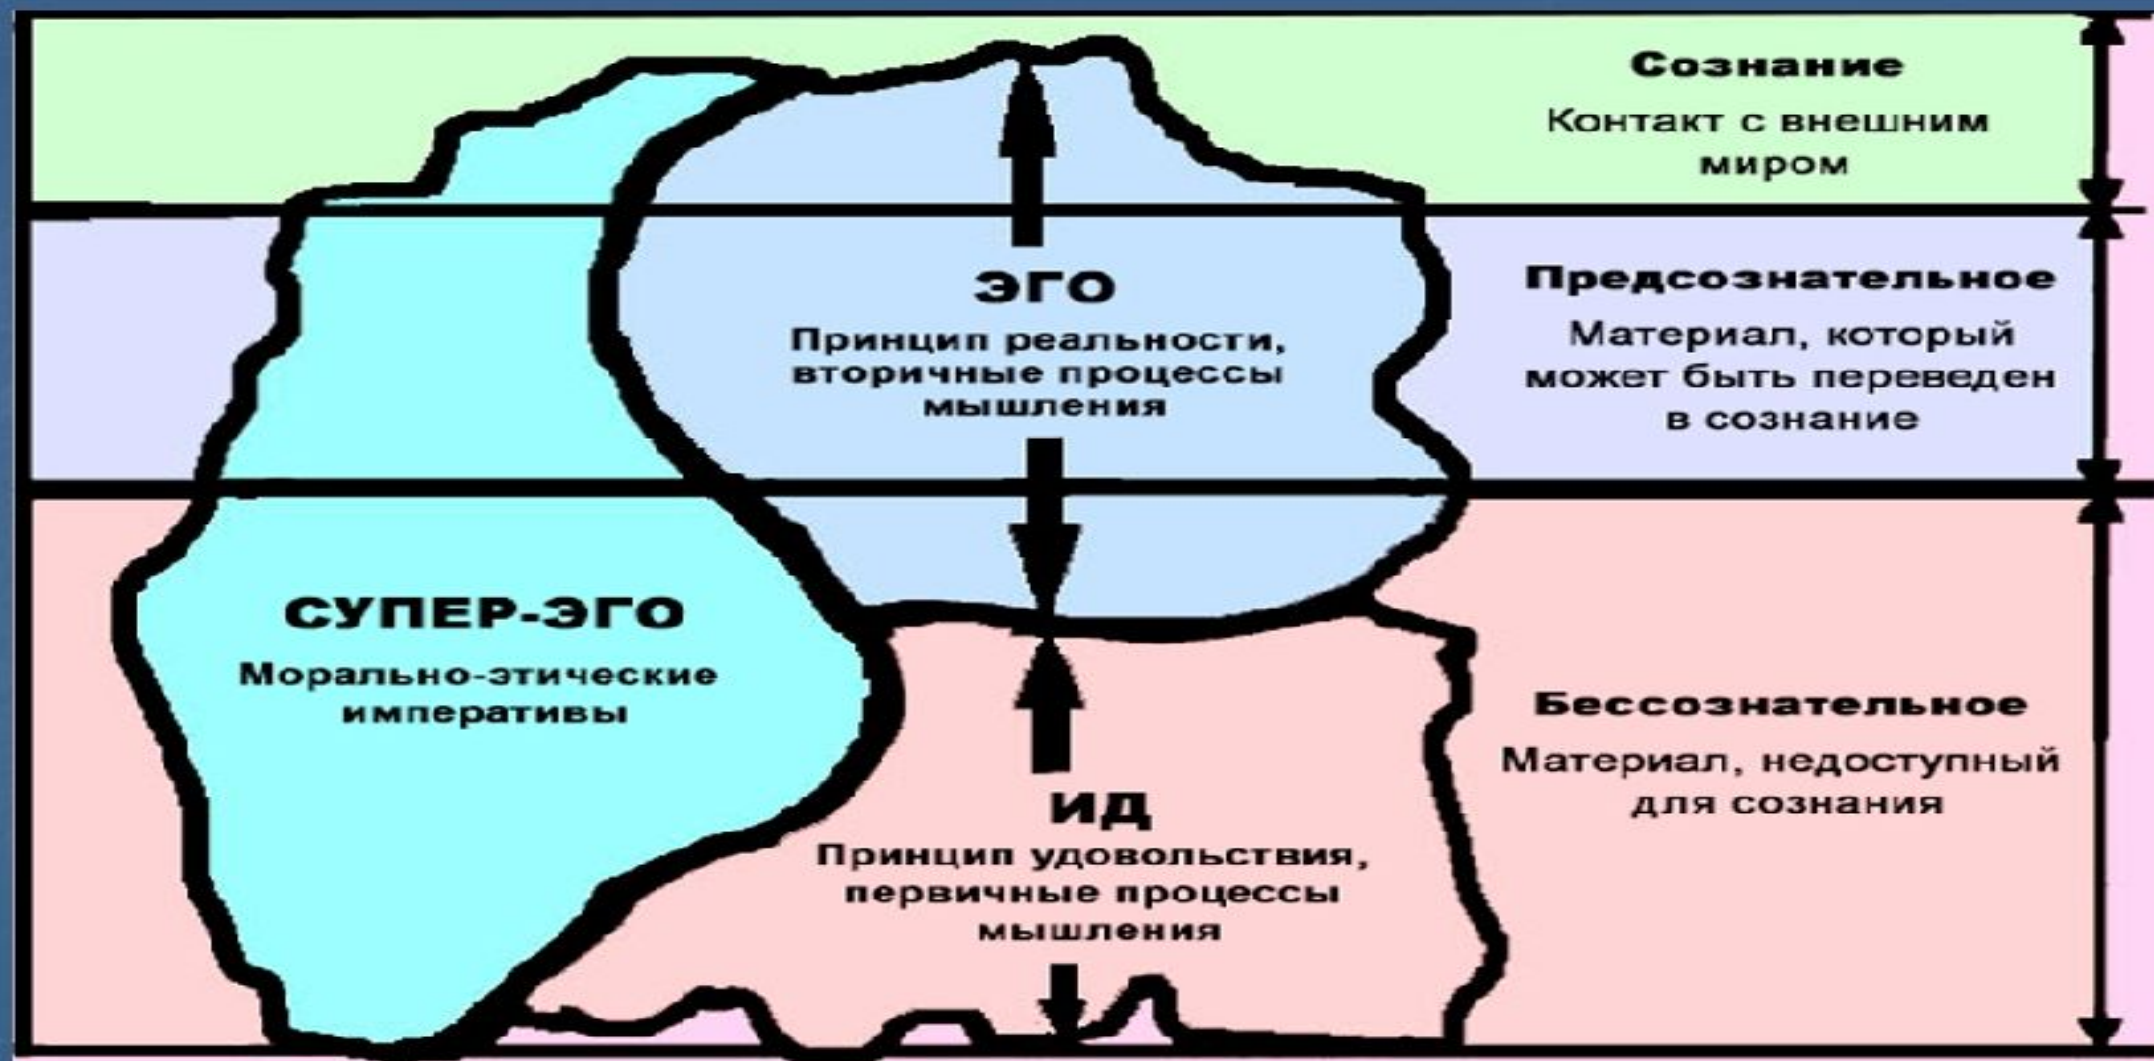 Сознание
Контакт с внешним
миром
ЭГО
Принцип реальности,
вторичные процессы
мышления
Предсознательное
Материал, который
может быть переведен
в сознание
СУПЕР-ЭГО
Морально-этические
императивы
ИД
Принцип удовольствия,
первичные процессы
мышления
Бессознательное
Материал, недоступный
для сознания